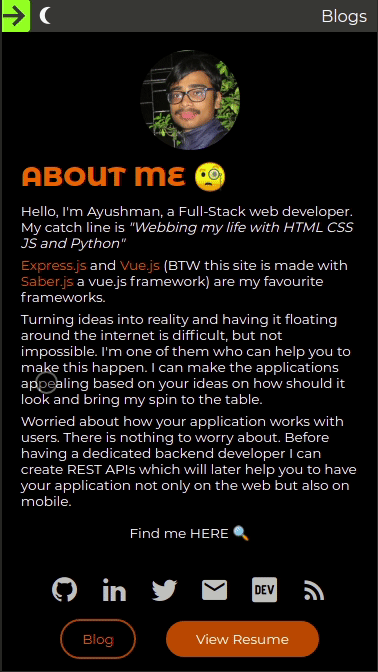 Blogs
ABOUT ME 🧐
Hello, I'm Ayushman, a Full-Stack web developer.
My catch line is "Webbing my life with HTML CSS
JS and Python"
Express.js and Vue.js (BTW this site is made with
Saber.js a vue.js framework) are my favourite
frameworks.
Turning ideas into reality and having it floating
around the internet is difficult, but not
impossible. I'm one of them who can help you to
make this happen. I can make the applications
appealing based on your ideas on how should it
look and bring my spin to the table.
Worried about how your application works with
users. There is nothing to worry about. Before
having a dedicated backend developer I can
create REST APIs which will later help you to have
your application not only on the web but also on
mobile.
Find me HERE 🔍
in
DEV
Blog
View Resume